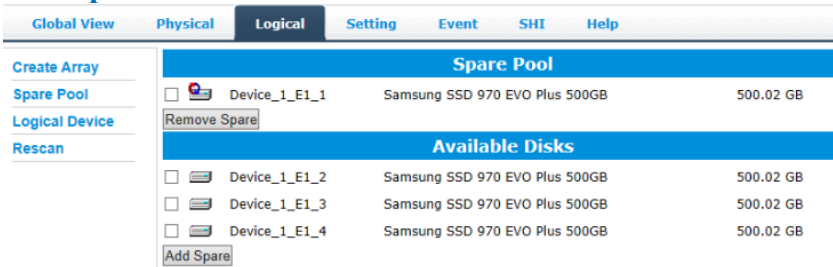 Global View Physical Logical Setting Event SHI Help
Create Array
Spare Pool
Logical Device
Rescan
Spare Pool
Device_1_E1_1 Samsung SSD 970 EVO Plus 500GB 500.02 GB
Remove Spare
Available Disks
Device_1_E1_2 Samsung SSD 970 EVO Plus 500GB 500.02 GB
Device_1_E1_3 Samsung SSD 970 EVO Plus 500GB 500.02 GB
Device_1_E1_4 Samsung SSD 970 EVO Plus 500GB 500.02 GB
Add Spare